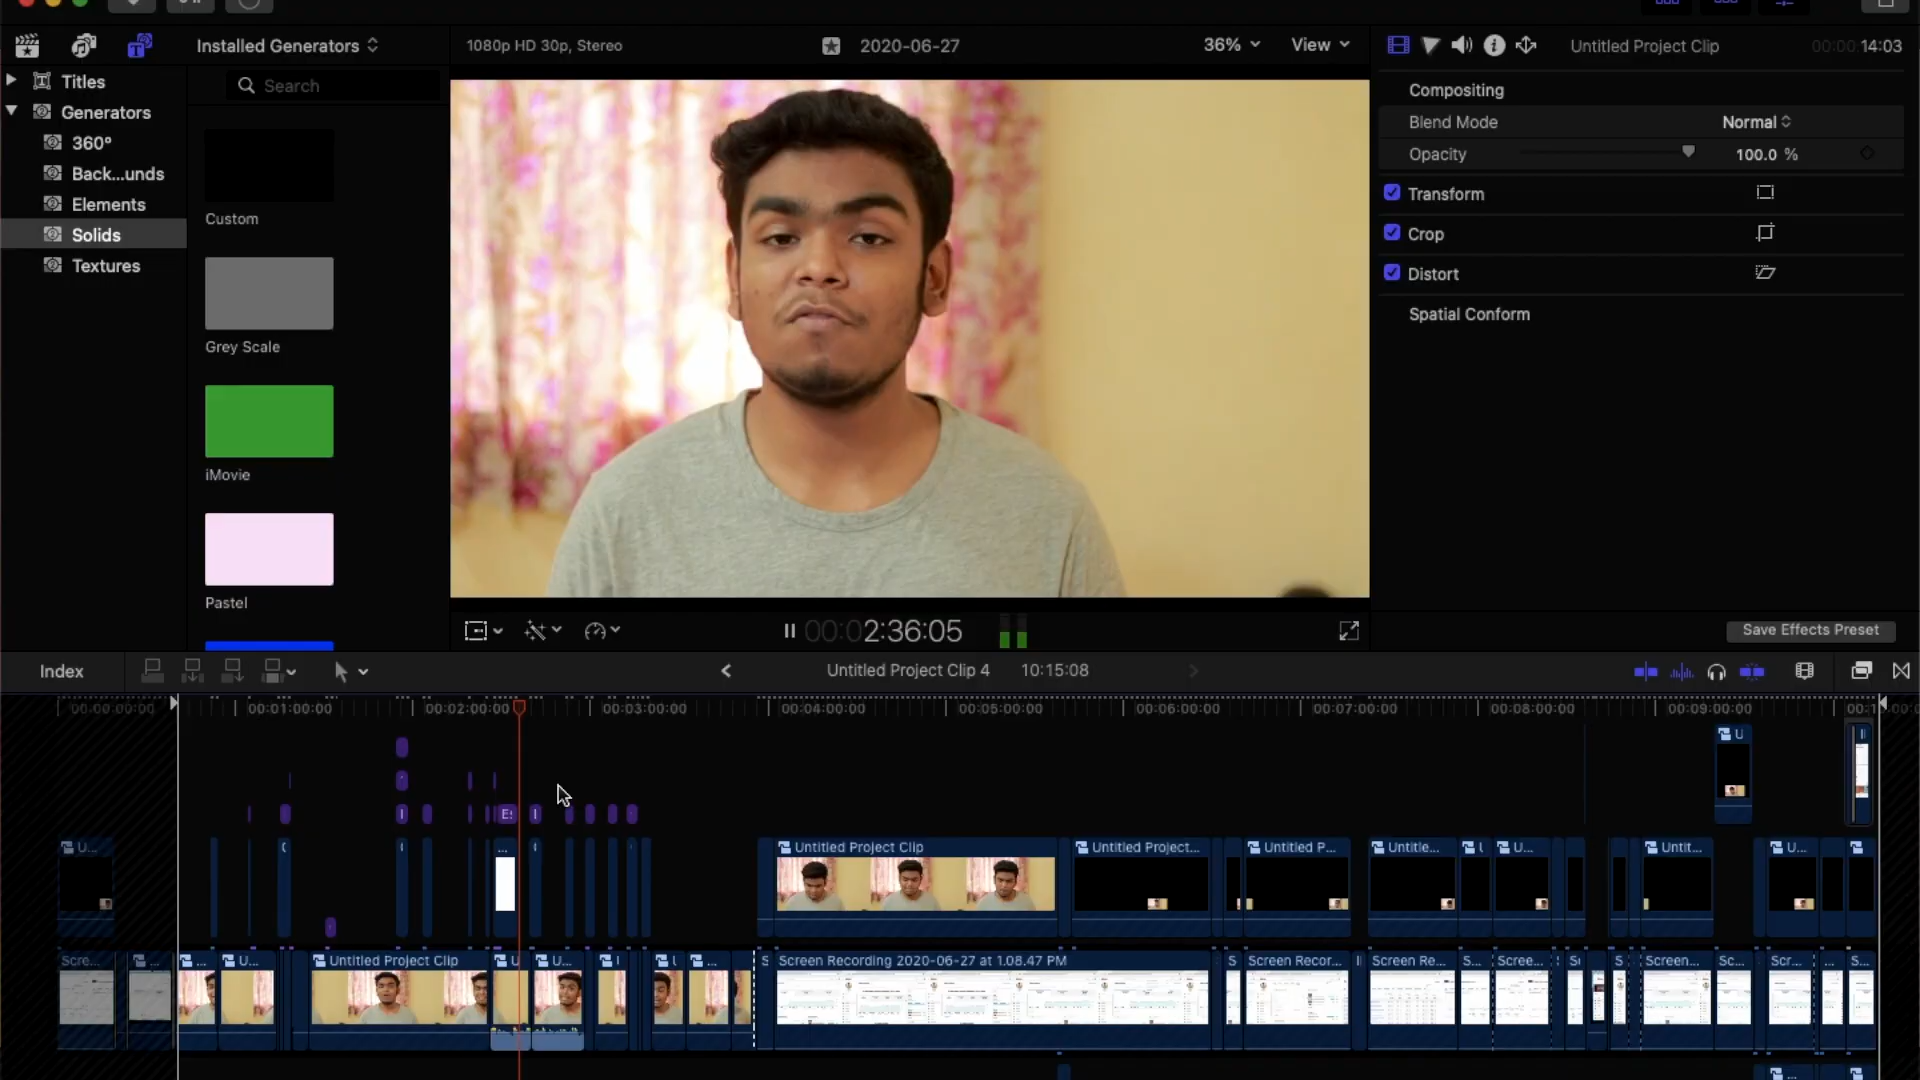 Installed Generators
1080p HD 30p, Stereo
2020-06-27
36%
View
Untitled Project Clip
00:00:14:03
Titles
Generators
360°
Back...unds
Elements
Solids
Textures
Search
Custom
Grey Scale
iMovie
Pastel
Compositing
Blend Mode
Normal
Opacity
100.0 %
Transform
Crop
Distort
Spatial Conform
00:02:36:05
Save Effects Preset
Index
Untitled Project Clip 4
10:15:08
00:00:00:00
00:01:00:00
00:02:00:00
00:03:00:00
00:04:00:00
00:05:00:00
00:06:00:00
00:07:00:00
00:08:00:00
00:09:00:00
U
U...
Untitled Project Clip
Untitled Project...
Untitled P...
Untitle...
U...
Untit...
U...
Scre...
U...
Untitled Project Clip
U...
Screen Recording 2020-06-27 at 1.08.47 PM
S
Screen Recor...
Screen Re...
S...
Scree...
S
Screen...
Sc...
Scr...
S...